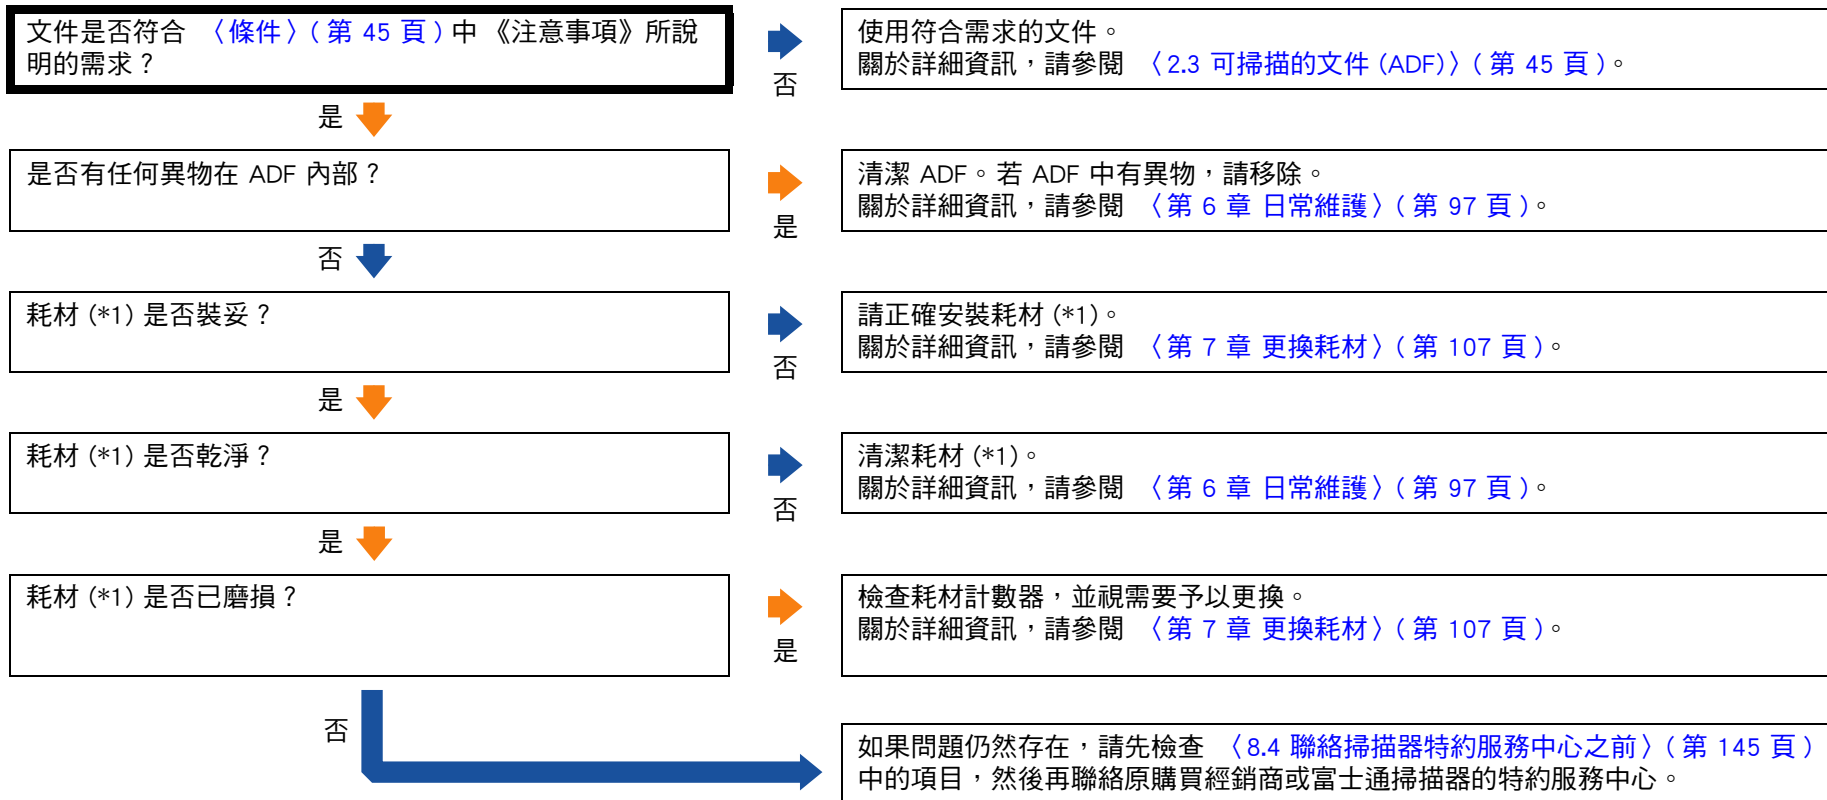 文件是否符合 〈條件〉( 第 45 頁 ) 中 《注意事項》所說
明的需求？
否
使用符合需求的文件。
關於詳細資訊，請參閱 〈2.3 可掃描的文件 (ADF)〉( 第 45 頁 )。
是
是否有任何異物在 ADF 內部？
是
清潔 ADF。若 ADF 中有異物，請移除。
關於詳細資訊，請參閱 〈第 6 章 日常維護〉( 第 97 頁 )。
否
耗材 (*1) 是否裝妥？
否
請正確安裝耗材 (*1)。
關於詳細資訊，請參閱 〈第 7 章 更換耗材〉( 第 107 頁 )。
是
耗材 (*1) 是否乾淨？
否
清潔耗材 (*1)。
關於詳細資訊，請參閱 〈第 6 章 日常維護〉( 第 97 頁 )。
是
耗材 (*1) 是否已磨損？
是
檢查耗材計數器，並視需要予以更換。
關於詳細資訊，請參閱 〈第 7 章 更換耗材〉( 第 107 頁 )。
否
如果問題仍然存在，請先檢查 〈8.4 聯絡掃描器特約服務中心之前〉( 第 145 頁 )
中的項目，然後再聯絡原購買經銷商或富士通掃描器的特約服務中心。